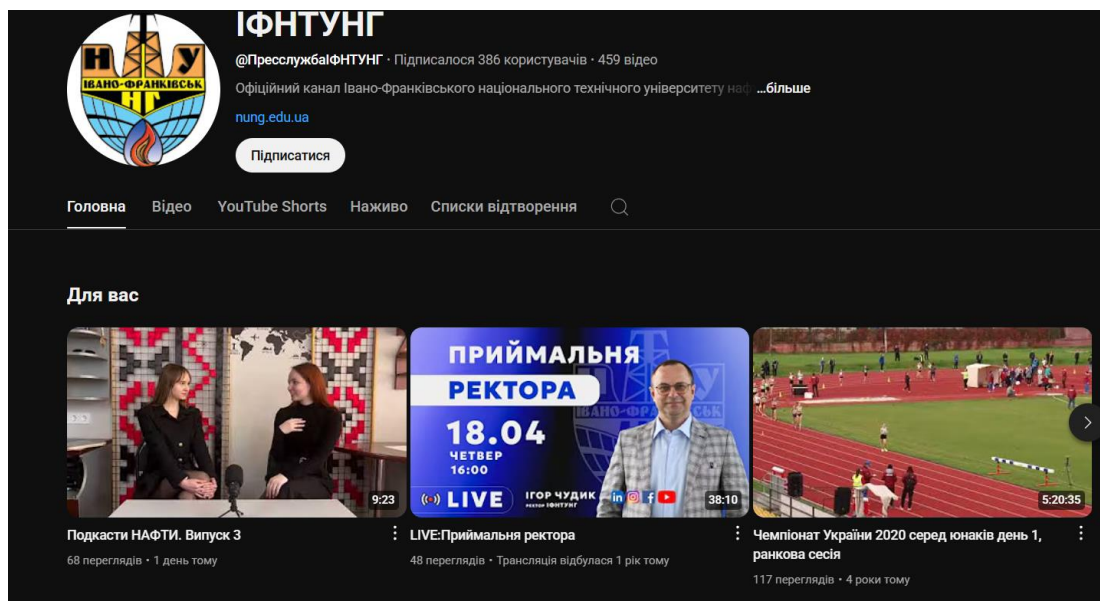 ІФНТУНГ
@ПресслужбаІФНТУНГ · Підписалося 386 користувачів · 459 відео
Офіційний канал Івано-Франківського національного технічного університету наф ...більше
nung.edu.ua
Підписатися
Н У
ІВАНО-ФРАНКІВСЬК
НГ
Головна Відео YouTube Shorts Наживо Списки відтворення
Для вас
9:23
ПРИЙМАЛЬНЯ
РЕКТОРА
18.04
ЧЕТВЕР
16:00
LIVE
ІГОР ЧУДИК
РЕКТОР ІФНТУНГ
38:10
5:20:35
Подкасти НАФТИ. Випуск 3
68 переглядів • 1 день тому
LIVE:Приймальня ректора
48 переглядів • Трансляція відбулася 1 рік тому
Чемпіонат України 2020 серед юнаків день 1,
ранкова сесія
117 переглядів • 4 роки тому